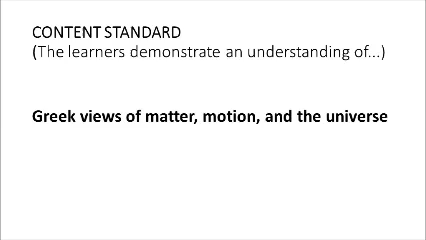 CONTENT STANDARD
(The learners demonstrate an understanding of...)
Greek views of matter, motion, and the universe